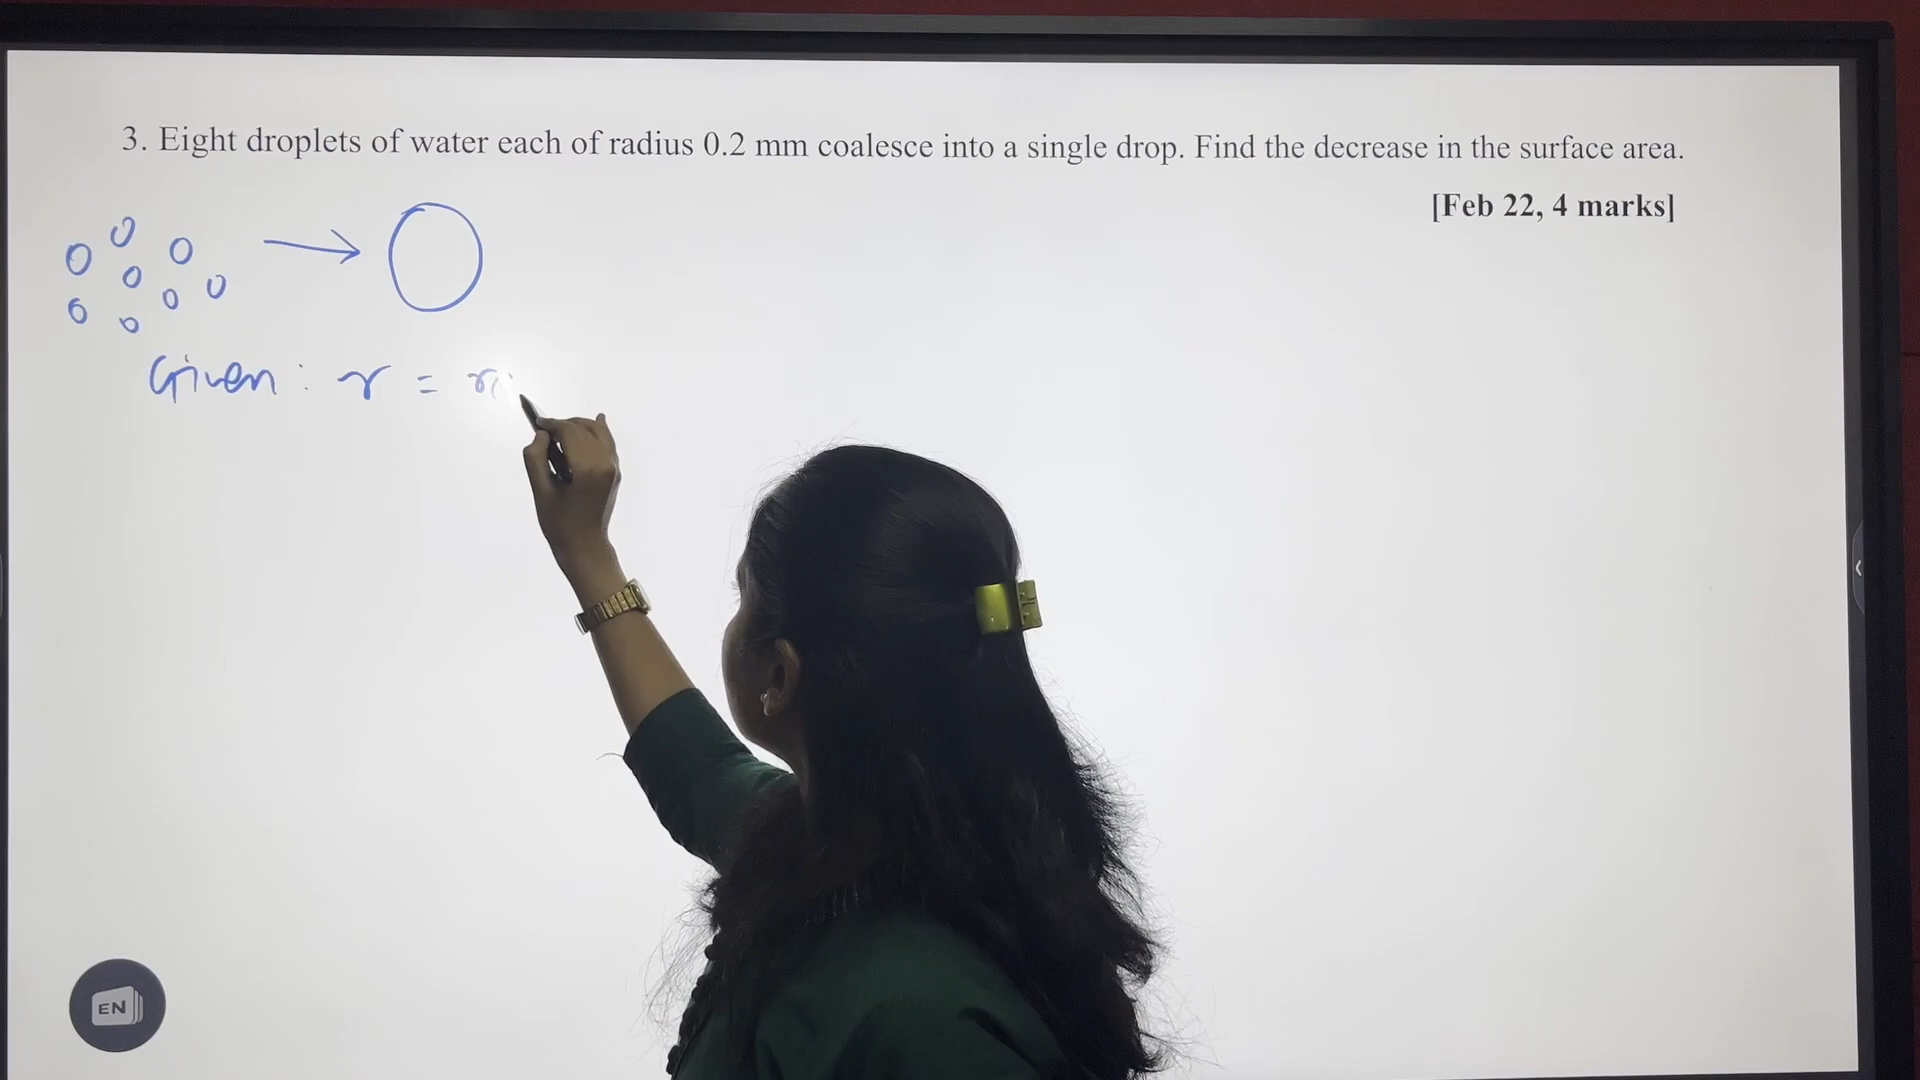 3. Eight droplets of water each of radius 0.2 mm coalesce into a single drop. Find the decrease in the surface area.
[Feb 22, 4 marks]
Given : r =
EN